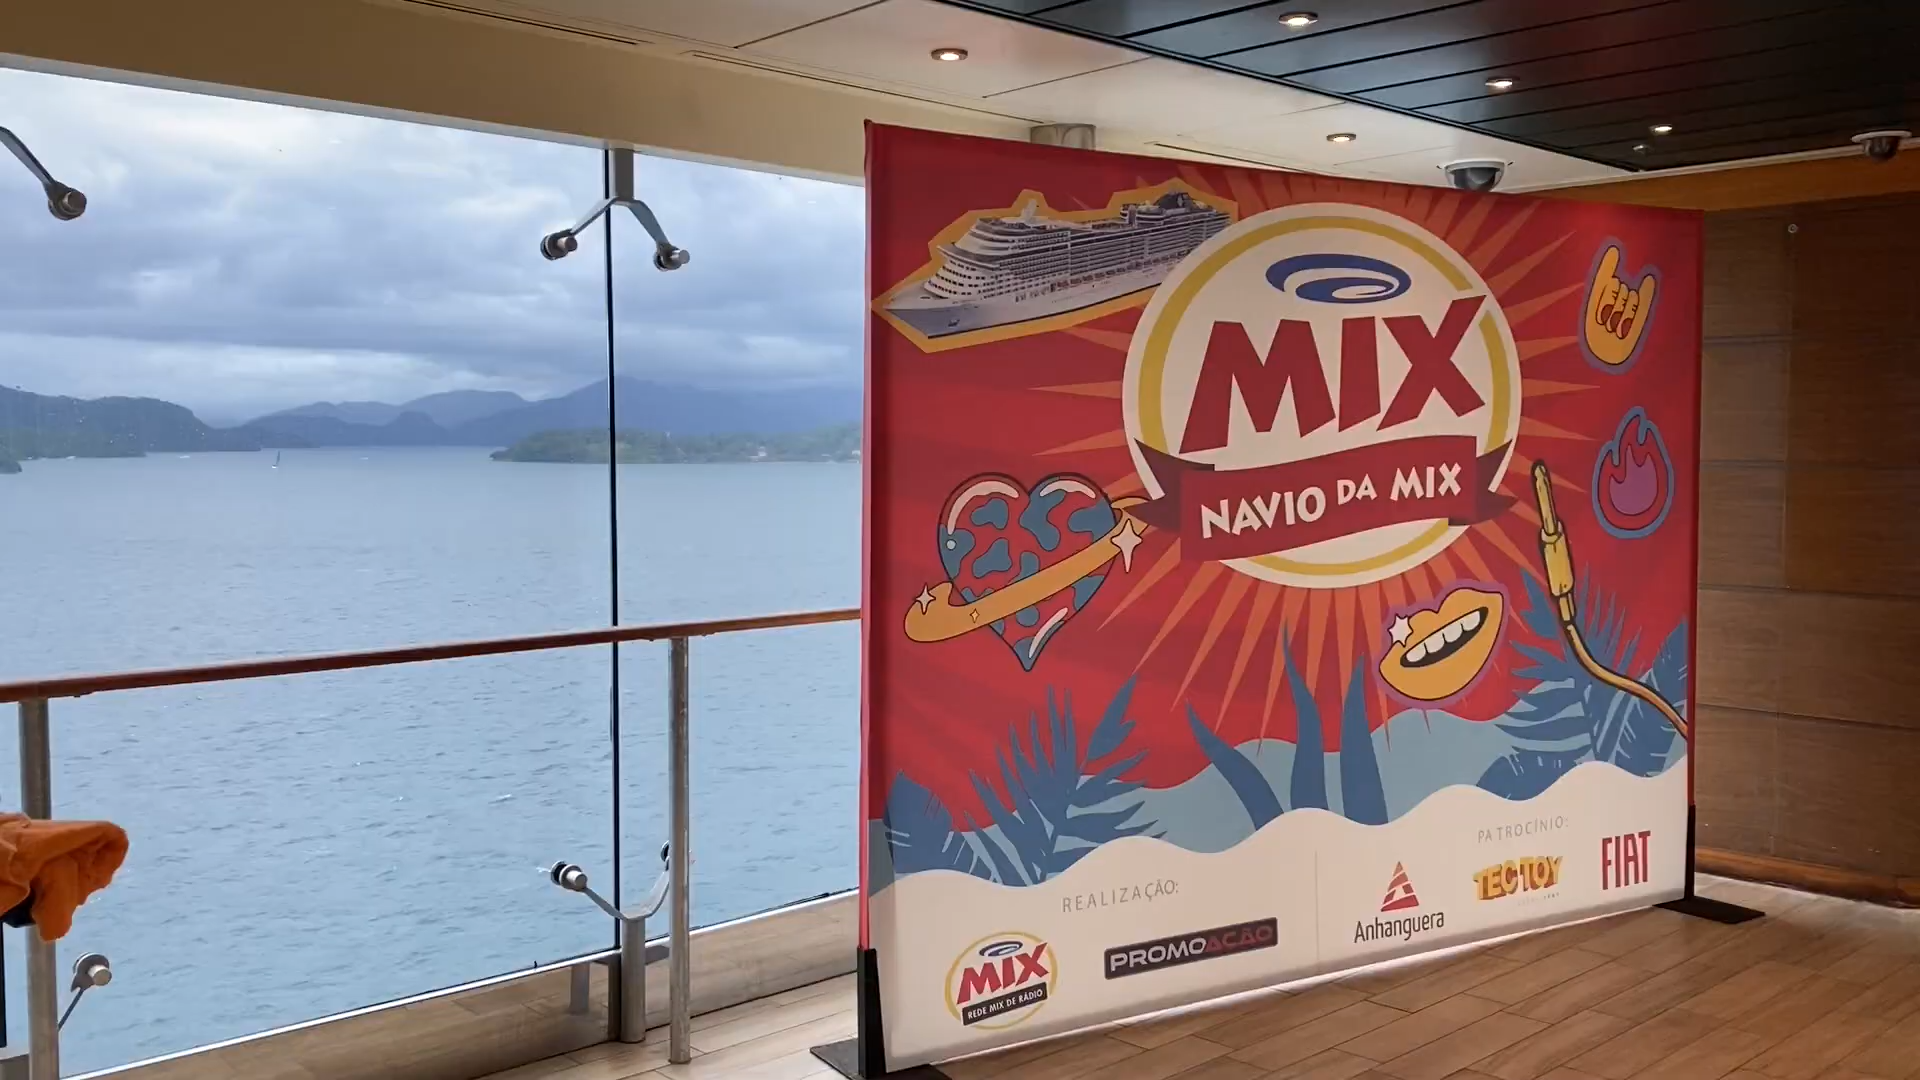 MIX
NAVIO DA MIX
REALIZAÇÃO:
MIX
REDE MIX DE RÁDIO
PROMOAÇÃO
Anhanguera
PATROCÍNIO:
TECTOY
FIAT